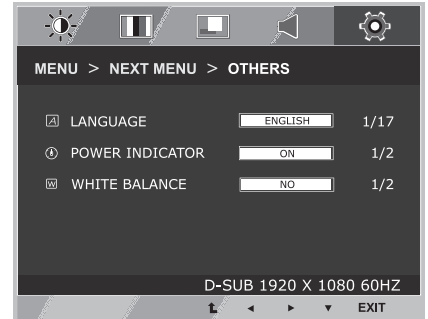 MENU > NEXT MENU > OTHERS
A LANGUAGE ENGLISH 1/17
POWER INDICATOR ON 1/2
W WHITE BALANCE NO 1/2
D-SUB 1920 X 1080 60HZ
EXIT